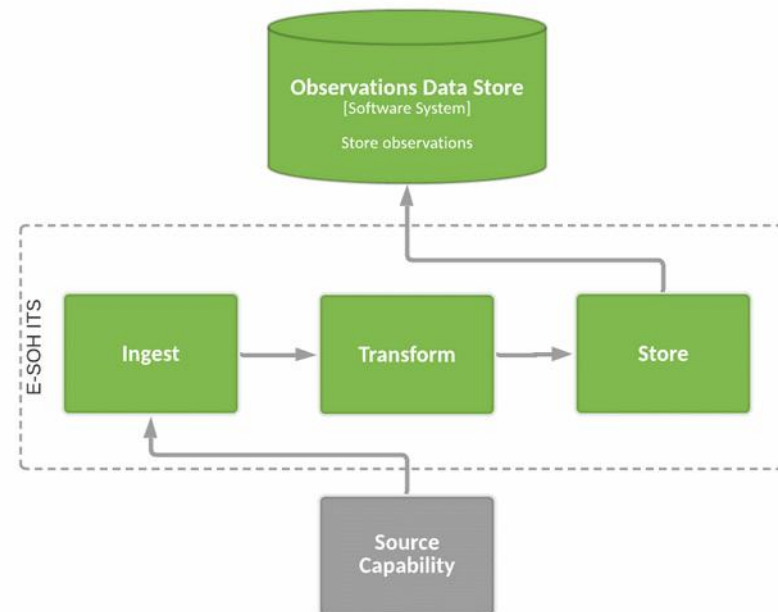 Observations Data Store
[Software System]
Store observations
E-SOH ITS
Ingest
Transform
Store
Source
Capability